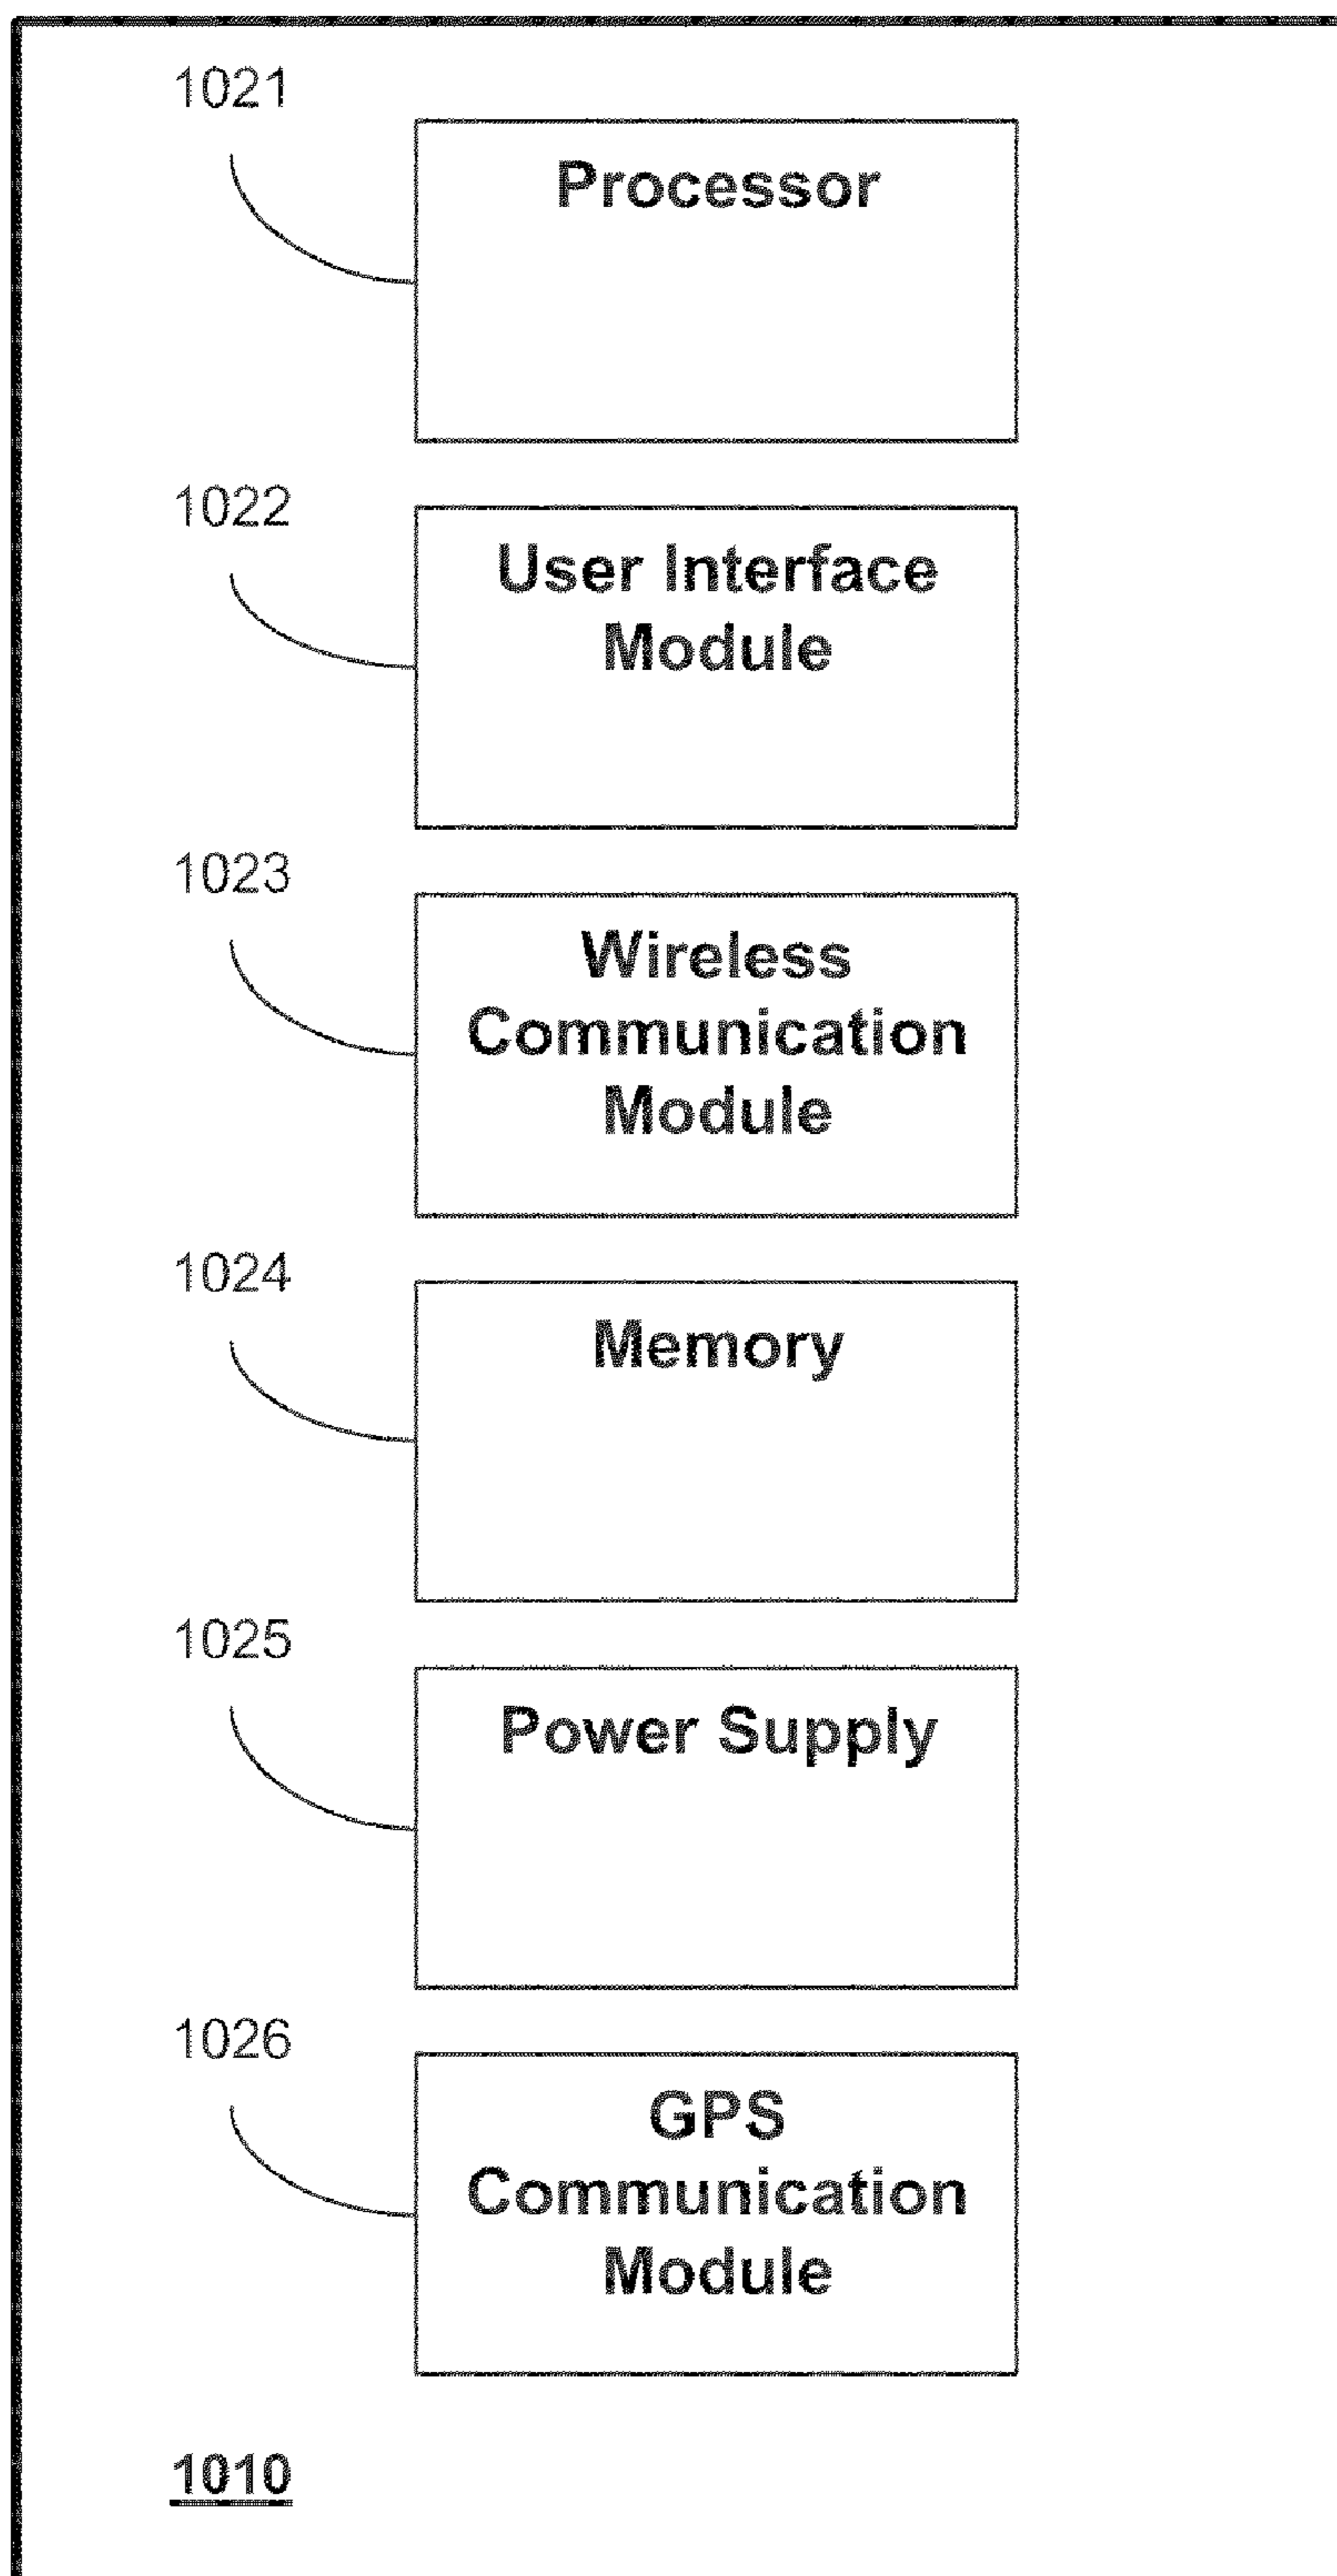 1021
Processor
1022
User Interface
Module
1023
Wireless
Communication
Module
1024
Memory
1025
Power Supply
1026
GPS
Communication
Module
1010